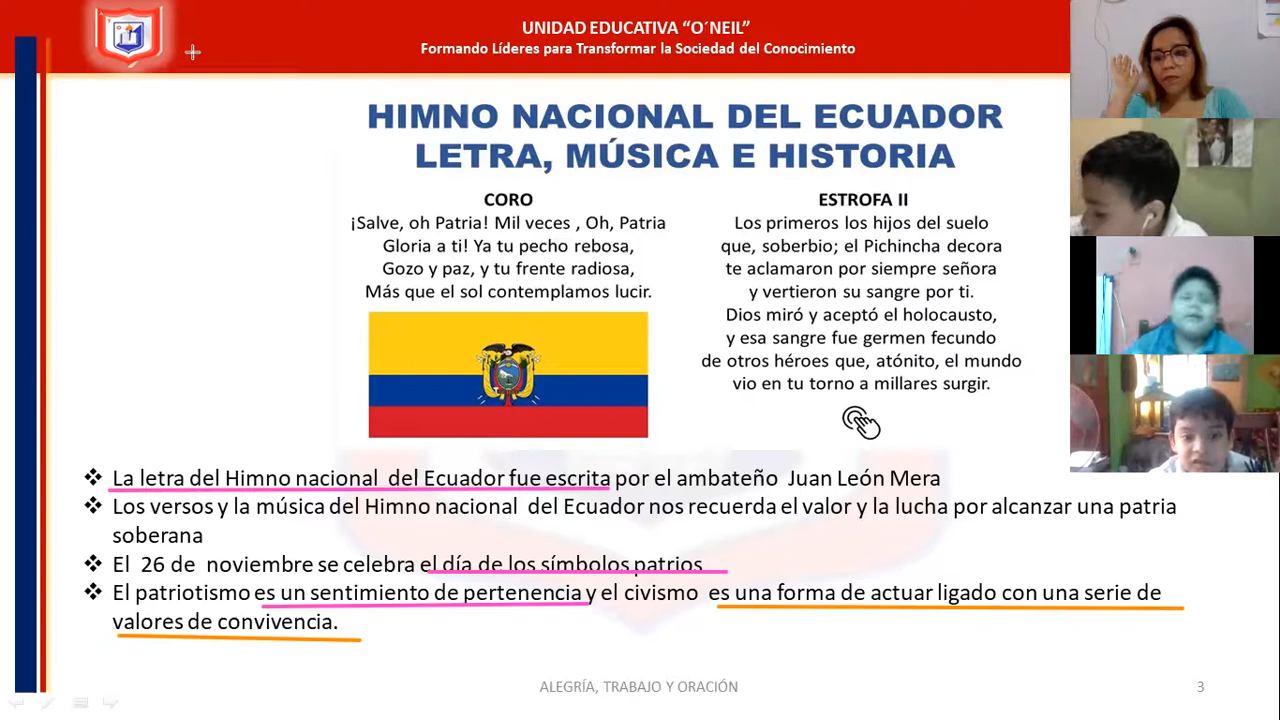 UNIDAD EDUCATIVA “O´NEIL”
Formando Líderes para Transformar la Sociedad del Conocimiento
HIMNO NACIONAL DEL ECUADOR
LETRA, MÚSICA E HISTORIA
CORO
¡Salve, oh Patria! Mil veces , Oh, Patria
Gloria a ti! Ya tu pecho rebosa,
Gozo y paz, y tu frente radiosa,
Más que el sol contemplamos lucir.
ESTROFA II
Los primeros los hijos del suelo
que, soberbio; el Pichincha decora
te aclamaron por siempre señora
y vertieron su sangre por ti.
Dios miró y aceptó el holocausto,
y esa sangre fue germen fecundo
de otros héroes que, atónito, el mundo
vio en tu torno a millares surgir.
❖ La letra del Himno nacional del Ecuador fue escrita por el ambateño Juan León Mera
❖ Los versos y la música del Himno nacional del Ecuador nos recuerda el valor y la lucha por alcanzar una patria
soberana
❖ El 26 de noviembre se celebra el día de los símbolos patrios
❖ El patriotismo es un sentimiento de pertenencia y el civismo es una forma de actuar ligado con una serie de
valores de convivencia.
ALEGRÍA, TRABAJO Y ORACIÓN
3